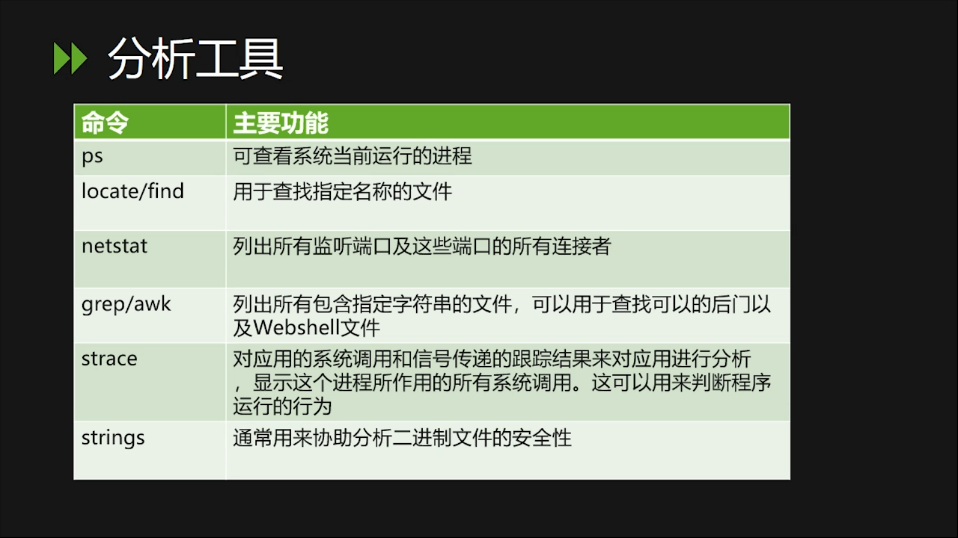 分析工具
命令 主要功能
ps 可查看系统当前运行的进程
locate/find 用于查找指定名称的文件
netstat 列出所有监听端口及这些端口的所有连接者
grep/awk 列出所有包含指定字符串的文件，可以用于查找可以的后门以
及Webshell文件
strace 对应用的系统调用和信号传递的跟踪结果来对应用进行分析
，显示这个进程所作用的所有系统调用。这可以用来判断程序
运行的行为
strings 通常用来协助分析二进制文件的安全性